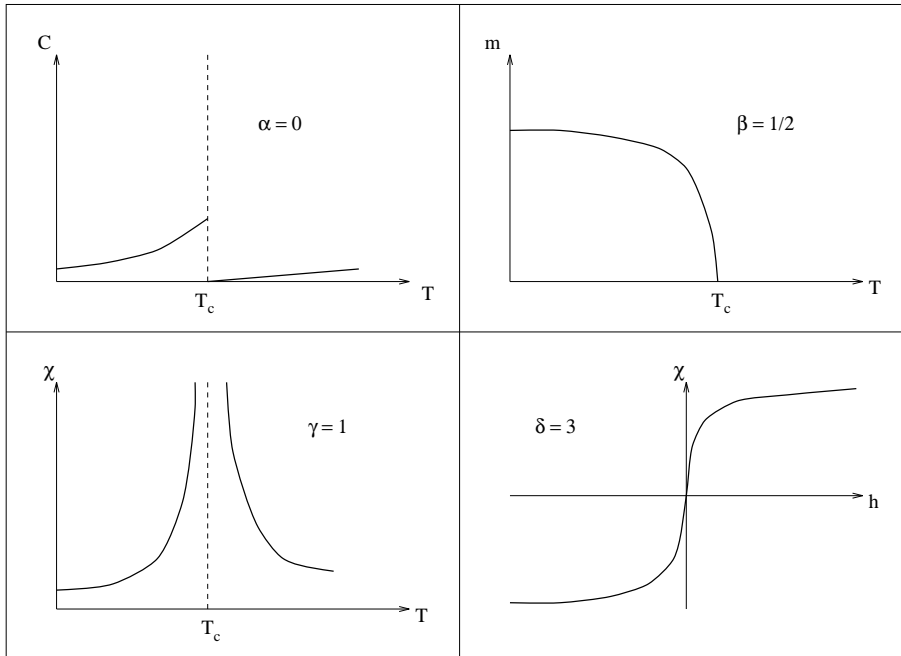 C
α = 0
T
T_c
m
β = 1/2
T
T_c
χ
γ = 1
T
T_c
χ
δ = 3
h